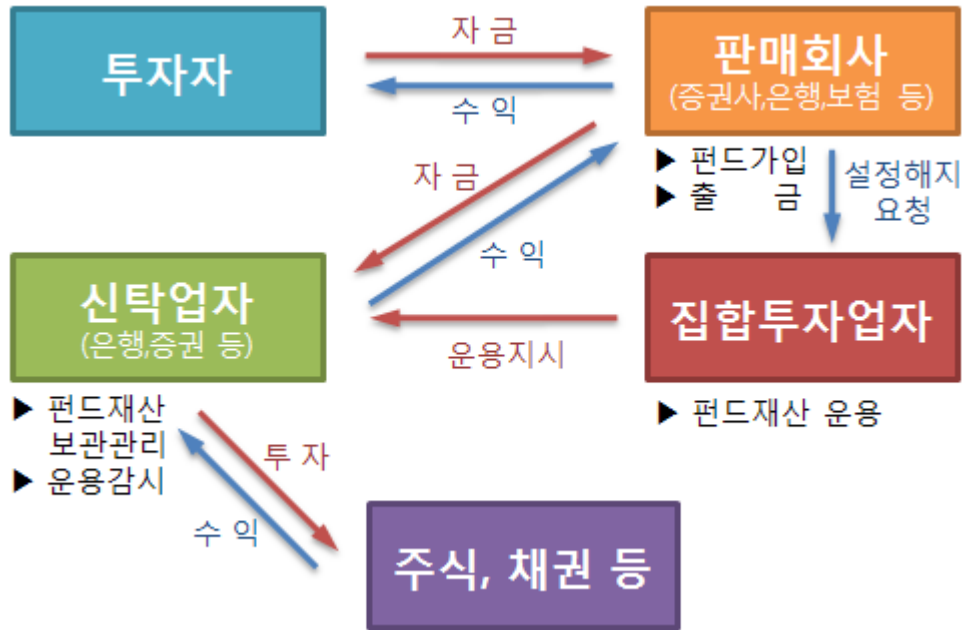 투자자
자 금
수 익
판매회사
(증권사,은행,보험 등)
▶ 펀드가입
▶ 출 금
설정해지
요청
자 금
수 익
신탁업자
(은행,증권 등)
운용지시
집합투자업자
▶ 펀드재산
보관관리
▶ 운용감시
▶ 펀드재산 운용
투 자
수 익
주식, 채권 등